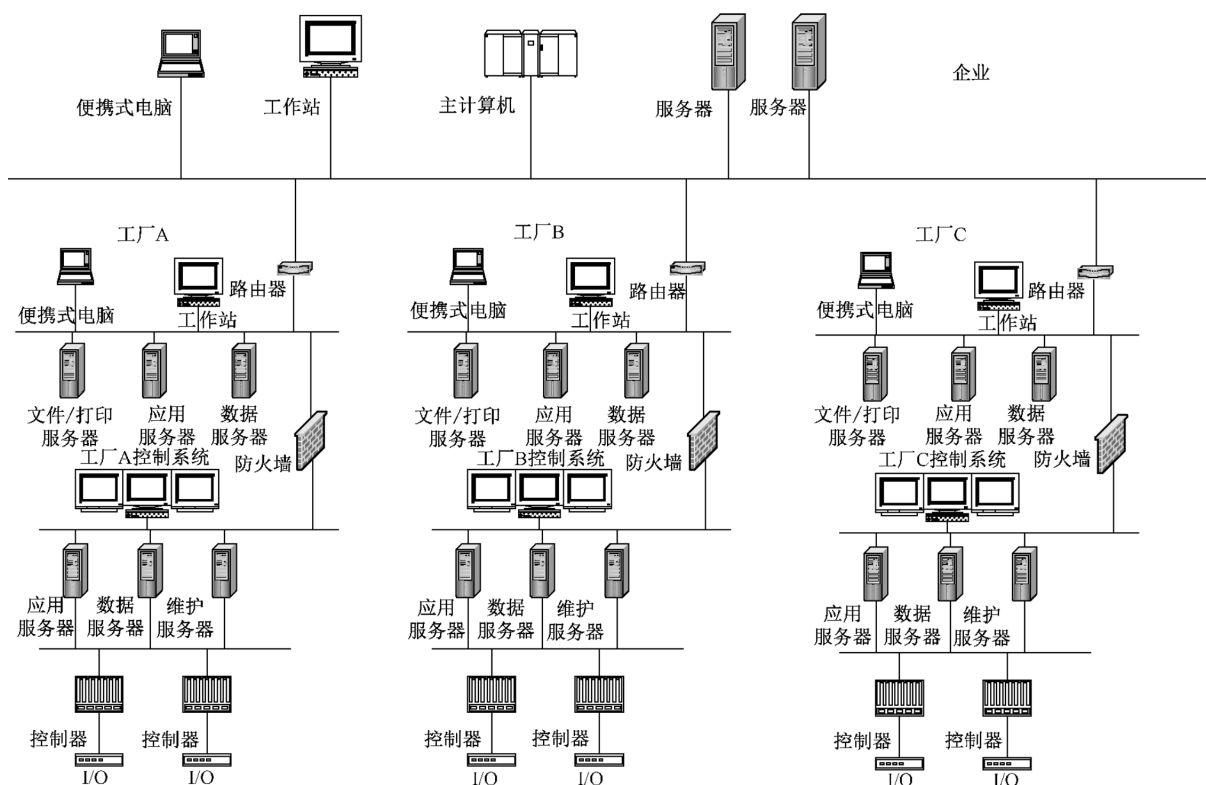 便携式电脑
工作站
主计算机
服务器
服务器
企业
工厂A
便携式电脑
工作站
路由器
文件/打印
服务器
应用
服务器
数据
服务器
防火墙
工厂A控制系统
应用
服务器
数据
服务器
维护
服务器
控制器
控制器
I/O
I/O
工厂B
便携式电脑
工作站
路由器
文件/打印
服务器
应用
服务器
数据
服务器
防火墙
工厂B控制系统
应用
服务器
数据
服务器
维护
服务器
控制器
控制器
I/O
I/O
工厂C
便携式电脑
工作站
路由器
文件/打印
服务器
应用
服务器
数据
服务器
防火墙
工厂C控制系统
应用
服务器
数据
服务器
维护
服务器
控制器
控制器
I/O
I/O